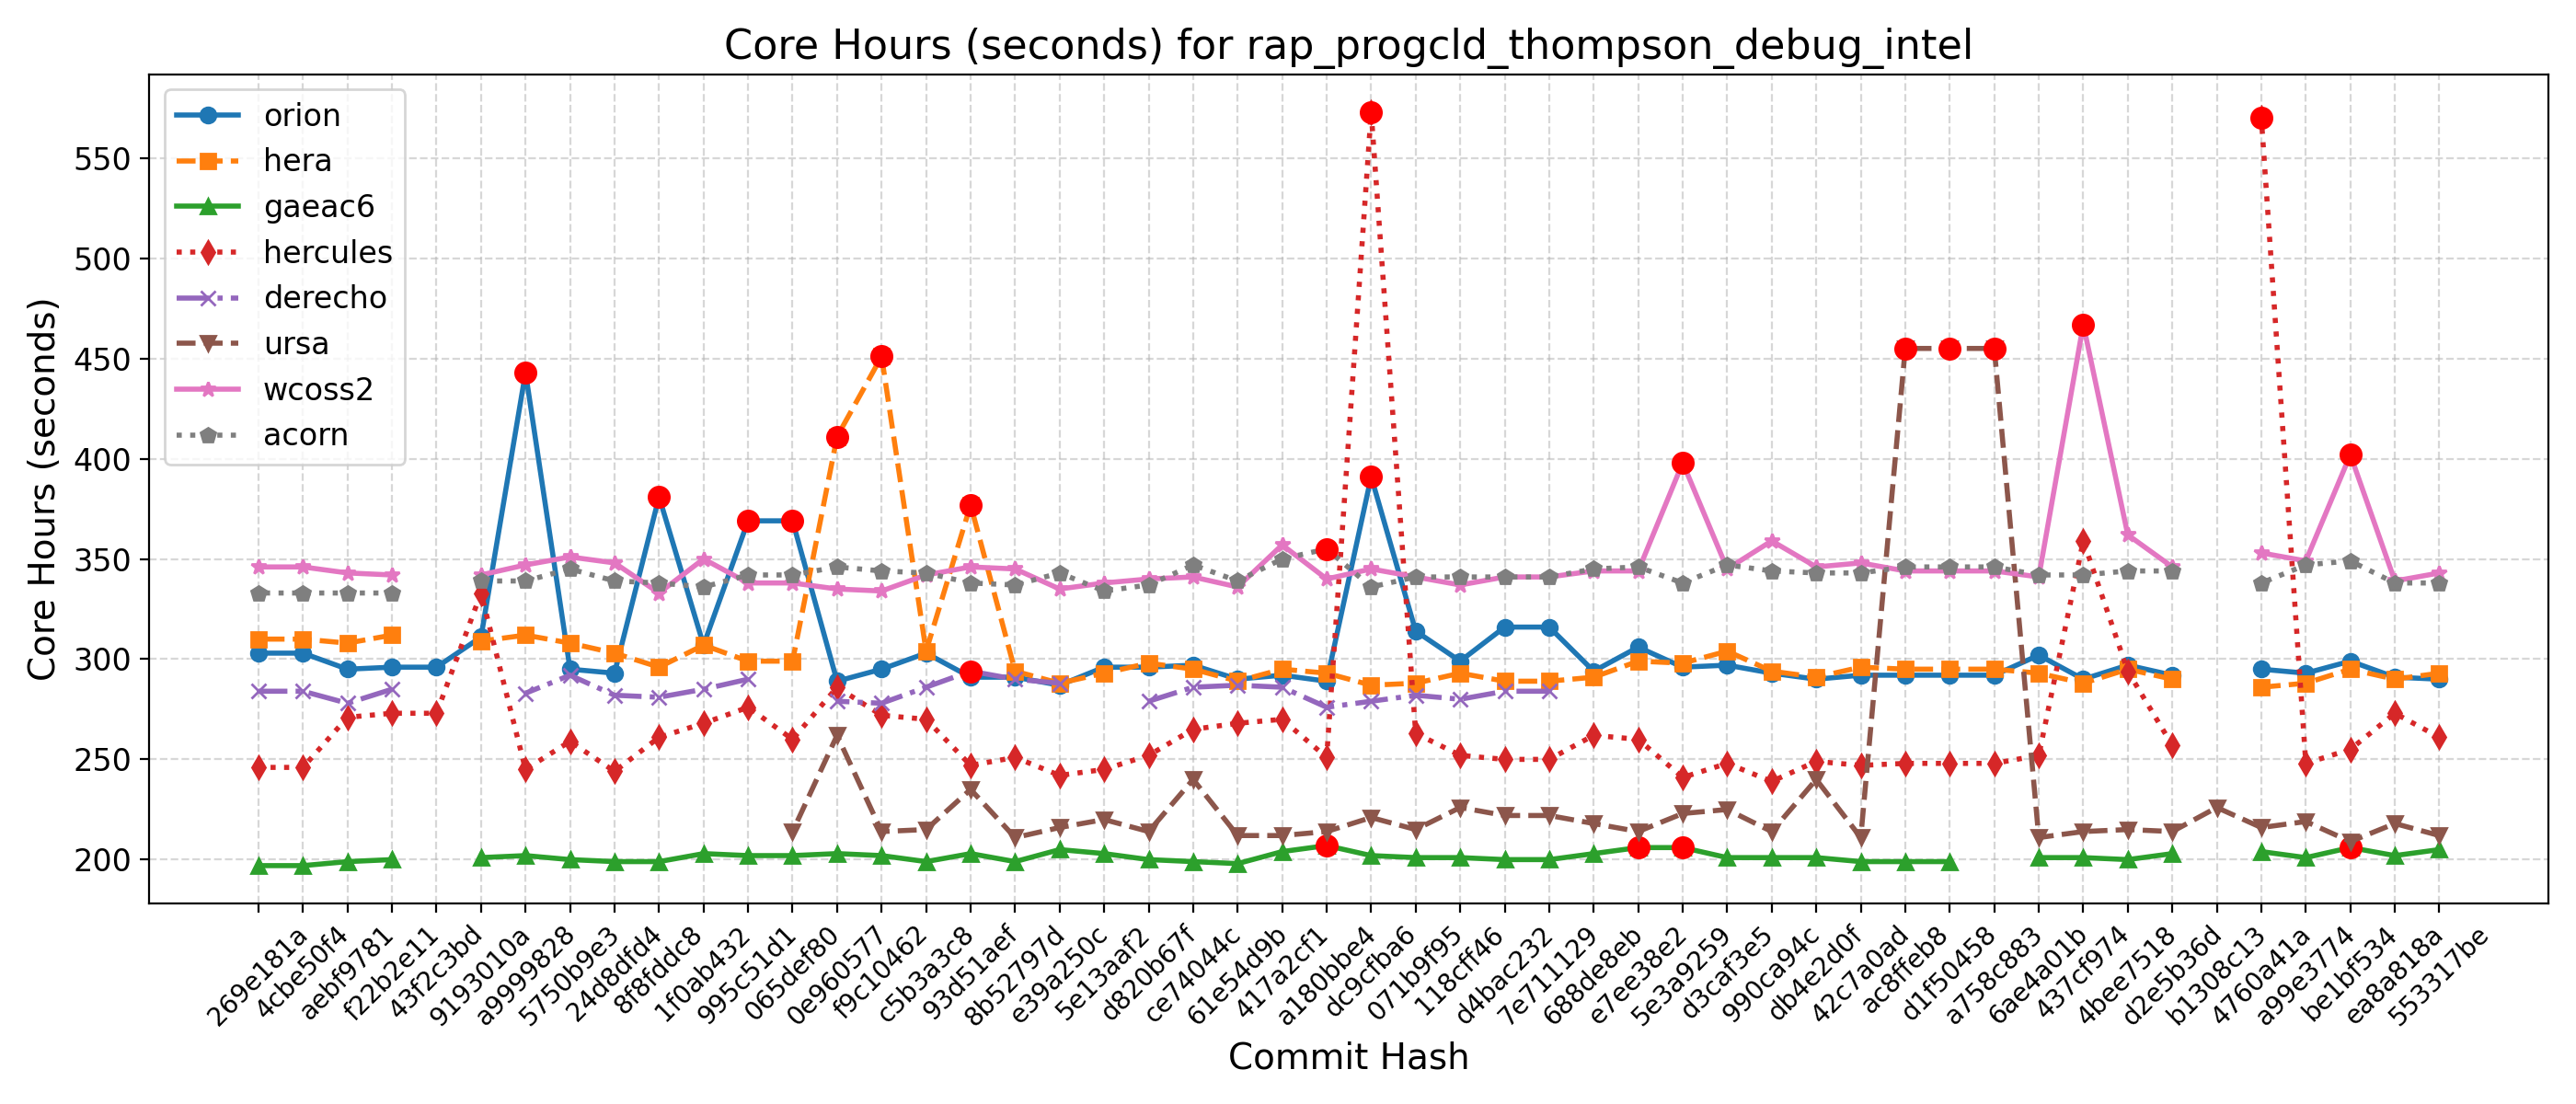 Core Hours (seconds) for rap_progcld_thompson_debug_intel
orion
hera
gaeac6
hercules
derecho
ursa
wcoss2
acorn
Core Hours (seconds)
550
500
450
400
350
300
250
200
269e181a
4cbe50f4
aebf9781
f22b2e11
43f2c3bd
9193010a
a9999828
5750b9e3
24d8dfd4
8f8fddc8
1f0ab432
995c51d1
065def80
0e960577
f9c10462
c5b3a3c8
93d51aef
8b52797d
e39a250c
5e13aaf2
d820b67f
ce74044c
61e54d9b
417a2cf1
a180bbe4
dc9cfba6
071b9f95
118cff46
d4bac232
7e711129
688de8eb
e7ee38e2
5e3a9259
d3caf3e5
990ca94c
db4e2d0f
42c7a0ad
ac8ffeb8
d1f50458
a758c883
6ae4a01b
437cf974
4bee7518
d2e5b36d
b1308c13
4760a41a
a99e3774
be1bf534
ea8a818a
553317be
Commit Hash